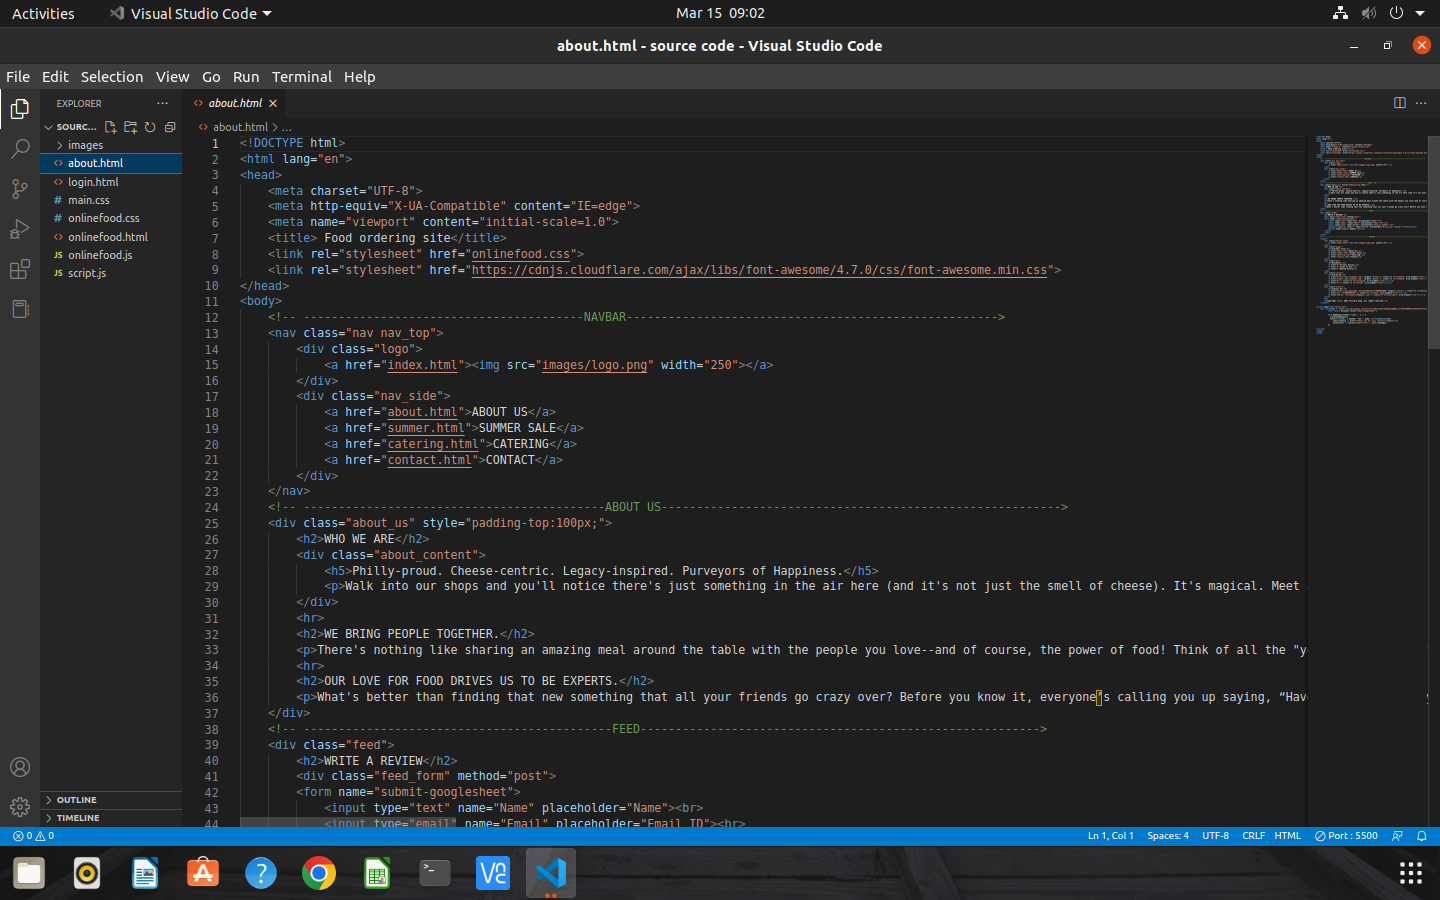 Activities
Visual Studio Code
Mar 15 09:02
about.html - source code - Visual Studio Code
File Edit Selection View Go Run Terminal Help
EXPLORER
SOURC...
images
about.html
login.html
main.css
onlinefood.css
onlinefood.html
onlinefood.js
script.js
OUTLINE
TIMELINE
about.html
about.html > ...
1 <!DOCTYPE html>
2 <html lang="en">
3 <head>
4 <meta charset="UTF-8">
5 <meta http-equiv="X-UA-Compatible" content="IE=edge">
6 <meta name="viewport" content="initial-scale=1.0">
7 <title> Food ordering site</title>
8 <link rel="stylesheet" href="onlinefood.css">
9 <link rel="stylesheet" href="https://cdnjs.cloudflare.com/ajax/libs/font-awesome/4.7.0/css/font-awesome.min.css">
10 </head>
11 <body>
12 <!-- ----------------------------------------NAVBAR----------------------------------------------------->
13 <nav class="nav nav_top">
14 <div class="logo">
15 <a href="index.html"><img src="images/logo.png" width="250"></a>
16 </div>
17 <div class="nav_side">
18 <a href="about.html">ABOUT US</a>
19 <a href="summer.html">SUMMER SALE</a>
20 <a href="catering.html">CATERING</a>
21 <a href="contact.html">CONTACT</a>
22 </div>
23 </nav>
24 <!-- -------------------------------------------ABOUT US--------------------------------------------------------->
25 <div class="about_us" style="padding-top:100px;">
26 <h2>WHO WE ARE</h2>
27 <div class="about_content">
28 <h5>Philly-proud. Cheese-centric. Legacy-inspired. Purveyors of Happiness.</h5>
29 <p>Walk into our shops and you'll notice there's just something in the air here (and it's not just the smell of cheese). It's magical. Meet
30 </div>
31 <hr>
32 <h2>WE BRING PEOPLE TOGETHER.</h2>
33 <p>There's nothing like sharing an amazing meal around the table with the people you love--and of course, the power of food! Think of all the "y
34 <hr>
35 <h2>OUR LOVE FOR FOOD DRIVES US TO BE EXPERTS.</h2>
36 <p>What's better than finding that new something that all your friends go crazy over? Before you know it, everyone’s calling you up saying, “Hav
37 </div>
38 <!-- --------------------------------------------FEED--------------------------------------------------------->
39 <div class="feed">
40 <h2>WRITE A REVIEW</h2>
41 <div class="feed_form" method="post">
42 <form name="submit-googlesheet">
43 <input type="text" name="Name" placeholder="Name"><br>
44 <input type="email" name="Email" placeholder="Email ID"><br>
0 0
Ln 1, Col 1 Spaces: 4 UTF-8 CRLF HTML Port : 5500